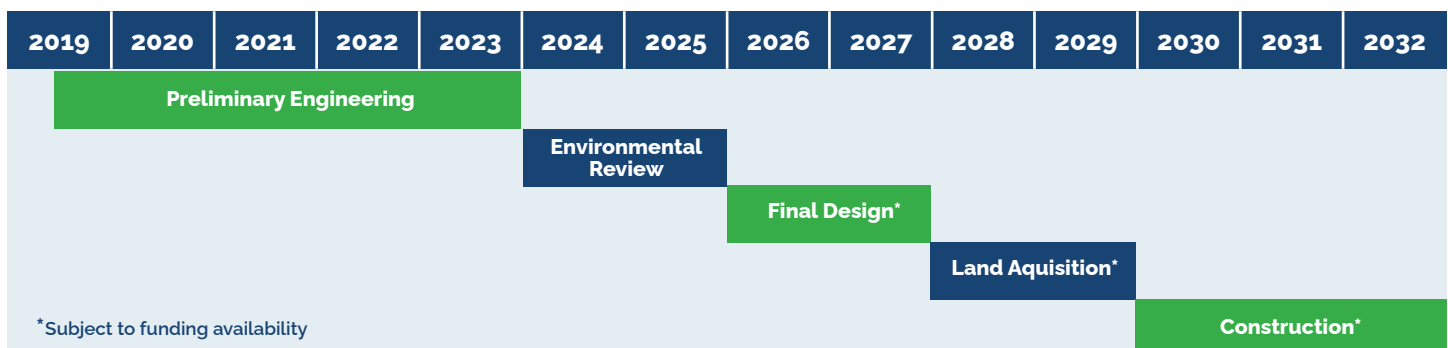 2019 2020 2021 2022 2023 2024 2025 2026 2027 2028 2029 2030 2031 2032
Preliminary Engineering
Environmental
Review
Final Design*
Land Aquisition*
Construction*
*Subject to funding availability